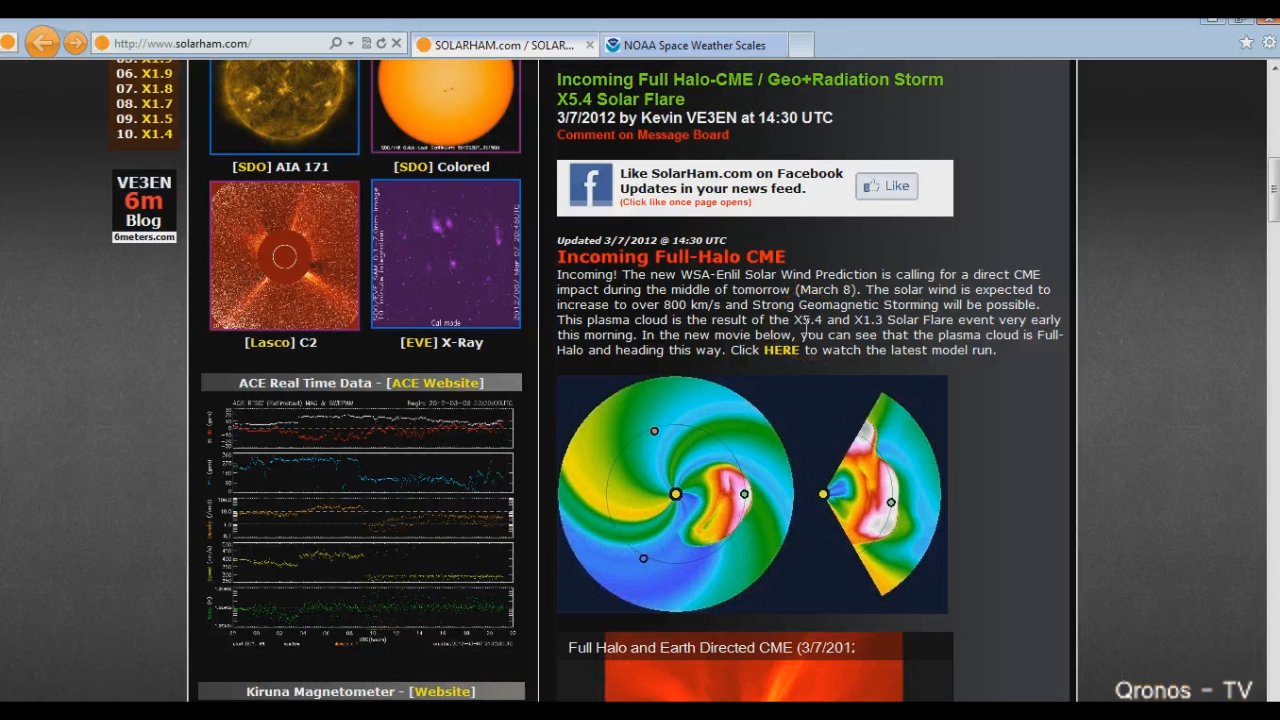 http://www.solarham.com/
SOLARHAM.com / SOLAR...
NOAA Space Weather Scales
06. X1.9
07. X1.8
08. X1.7
09. X1.5
10. X1.4
VE3EN
6m
Blog
6meters.com
[SDO] AIA 171
[SDO] Colored
[Lasco] C2
Cal mode
[EVE] X-Ray
ACE Real Time Data - [ACE Website]
Kiruna Magnetometer - [Website]
Incoming Full Halo-CME / Geo+Radiation Storm
X5.4 Solar Flare
3/7/2012 by Kevin VE3EN at 14:30 UTC
Comment on Message Board
Like SolarHam.com on Facebook
Updates in your news feed.
(Click like once page opens)
Like
Updated 3/7/2012 @ 14:30 UTC
Incoming Full-Halo CME
Incoming! The new WSA-Enlil Solar Wind Prediction is calling for a direct CME
impact during the middle of tomorrow (March 8). The solar wind is expected to
increase to over 800 km/s and Strong Geomagnetic Storming will be possible.
This plasma cloud is the result of the X5.4 and X1.3 Solar Flare event very early
this morning. In the new movie below, you can see that the plasma cloud is Full-
Halo and heading this way. Click HERE to watch the latest model run.
Full Halo and Earth Directed CME (3/7/2012
Qronos - TV